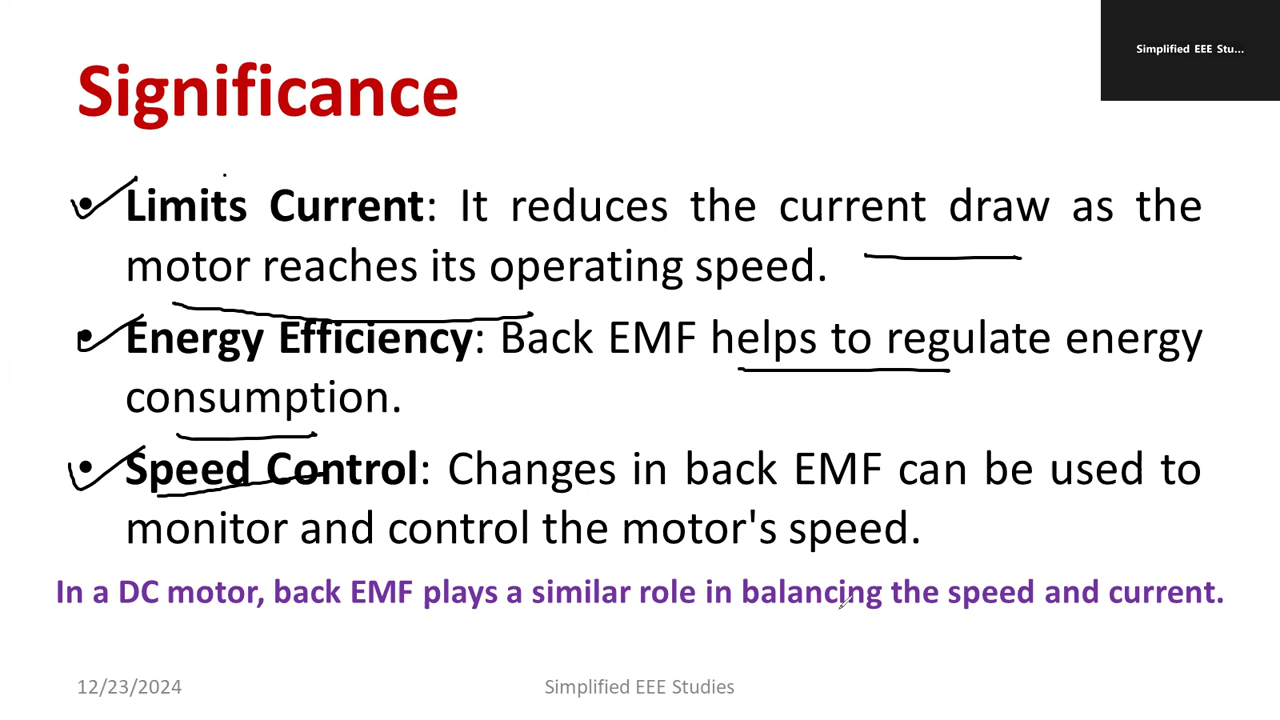 Simplified EEE Stu...
Significance
• Limits Current: It reduces the current draw as the
motor reaches its operating speed.
• Energy Efficiency: Back EMF helps to regulate energy
consumption.
• Speed Control: Changes in back EMF can be used to
monitor and control the motor's speed.
In a DC motor, back EMF plays a similar role in balancing the speed and current.
12/23/2024
Simplified EEE Studies